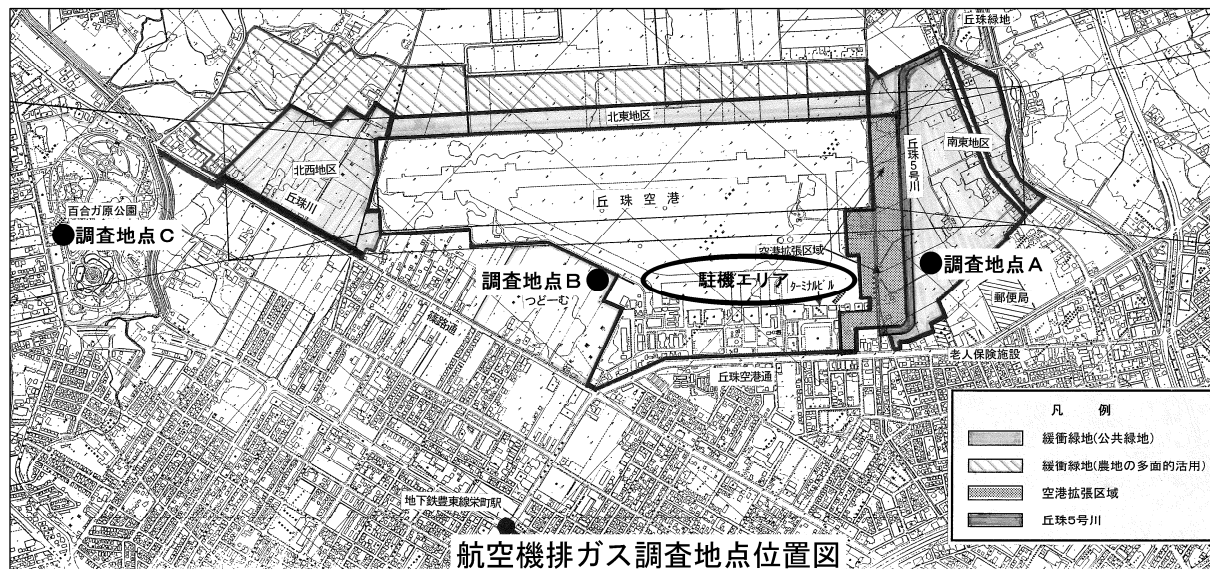 丘珠緑地
北東地区
丘珠5号川
南東地区
北西地区
丘珠川
丘珠空港
百合が原公園
調査地点C
空港拡張区域
調査地点B
駐機エリア
ターミナルビル
調査地点A
つどーむ
郵便局
篠路通
老人保険施設
丘珠空港通
凡 例
緩衝緑地(公共緑地)
緩衝緑地(農地の多面的活用)
空港拡張区域
丘珠5号川
地下鉄豊東線栄町駅
航空機排ガス調査地点位置図